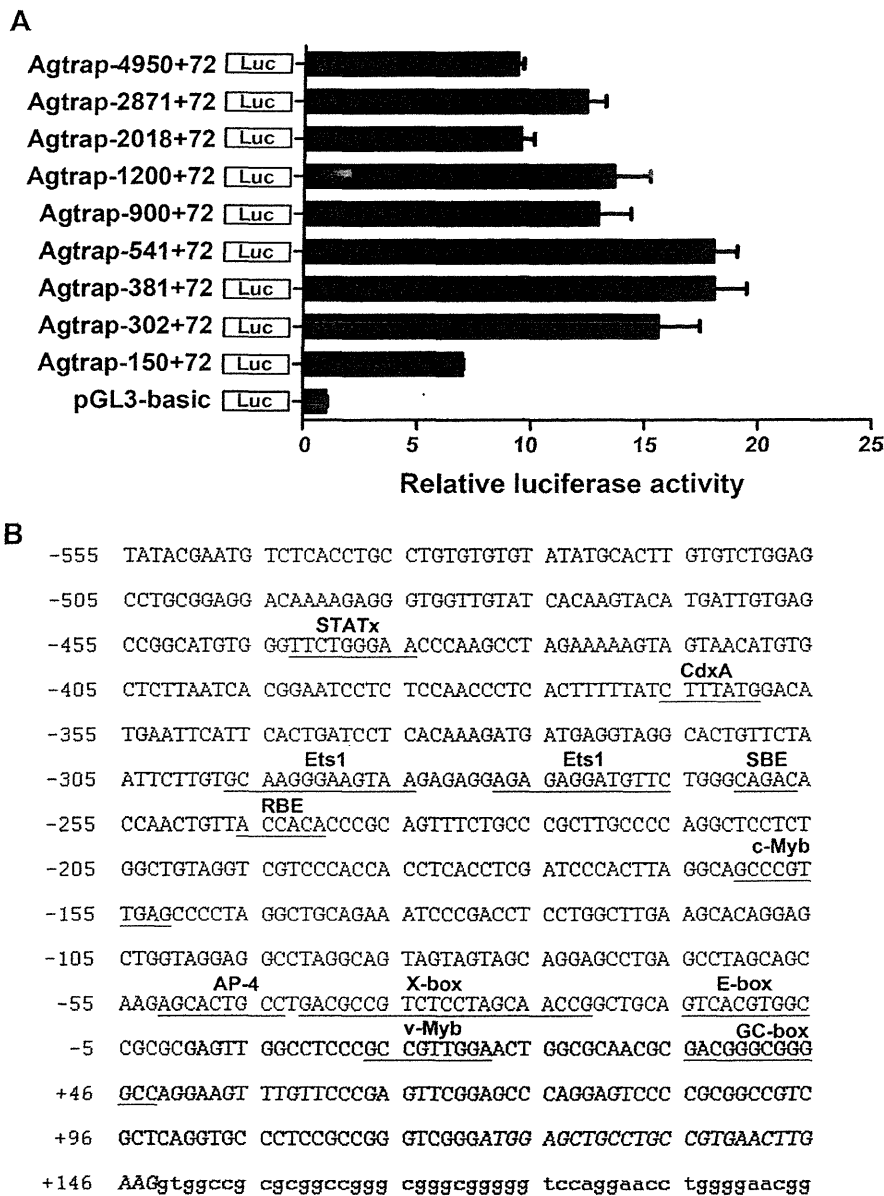 A
Agtrap-4950+72 Luc
Agtrap-2871+72 Luc
Agtrap-2018+72 Luc
Agtrap-1200+72 Luc
Agtrap-900+72 Luc
Agtrap-541+72 Luc
Agtrap-381+72 Luc
Agtrap-302+72 Luc
Agtrap-150+72 Luc
pGL3-basic Luc
0 5 10 15 20 25
Relative luciferase activity
B
-555 TATACGAATG TCTCACCTGC CTGTGTGTGT ATATGCACTT GTGTCTGGAG
-505 CCTGCGGAGG ACAAAAGAGG GTGGTTGTAT CACAAGTACA TGATTGTGAG
STATx
-455 CCGGCATGTG GGTTCTGGGA ACCCAAGCCT AGAAAAAGTA GTAACATGTG
CdxA
-405 CTCTTAATCA CGGAATCCTC TCCAACCCTC ACTTTTTATC TTTATGGACA
-355 TGAATTCATT CACTGATCCT CACAAAGATG ATGAGGTAGG CACTGTTCTA
Ets1 Ets1 SBE
-305 ATTCTTGTGC AAGGGAAGTA AGAGAGGAGA GAGGATGTTC TGGGCAGACA
RBE
-255 CCAACTGTTA CCACACCCGC AGTTTCTGCC CGCTTGCCCC AGGCTCCTCT
c-Myb
-205 GGCTGTAGGT CGTCCCACCA CCTCACCTCG ATCCCACTTA GGCAGCCCGT
-155 TGAGCCCCTA GGCTGCAGAA ATCCCGACCT CCTGGCTTGA AGCACAGGAG
-105 CTGGTAGGAG GCCTAGGCAG TAGTAGTAGC AGGAGCCTGA GCCTAGCAGC
AP-4 X-box E-box
-55 AAGAGCACTG CCTGACGCCG TCTCCTAGCA ACCGGCTGCA GTCACGTGGC
v-Myb GC-box
-5 CGCGCGAGTT GGCCTCCCGC CGTTGGAACT GGCGCAACGC GACGGGCGGG
+46 GCCAGGAAGT TTGTTCCCGA GTTCGGAGCC CAGGAGTCCC CGCGGCCGTC
+96 GCTCAGGTGC CCTCCGCCGG GTCGGGATGG AGCTGCCTGC CGTGAACTTG
+146 AAGgtggccg cgcggccggg cgggcggggg tccaggaacc tggggaacgg